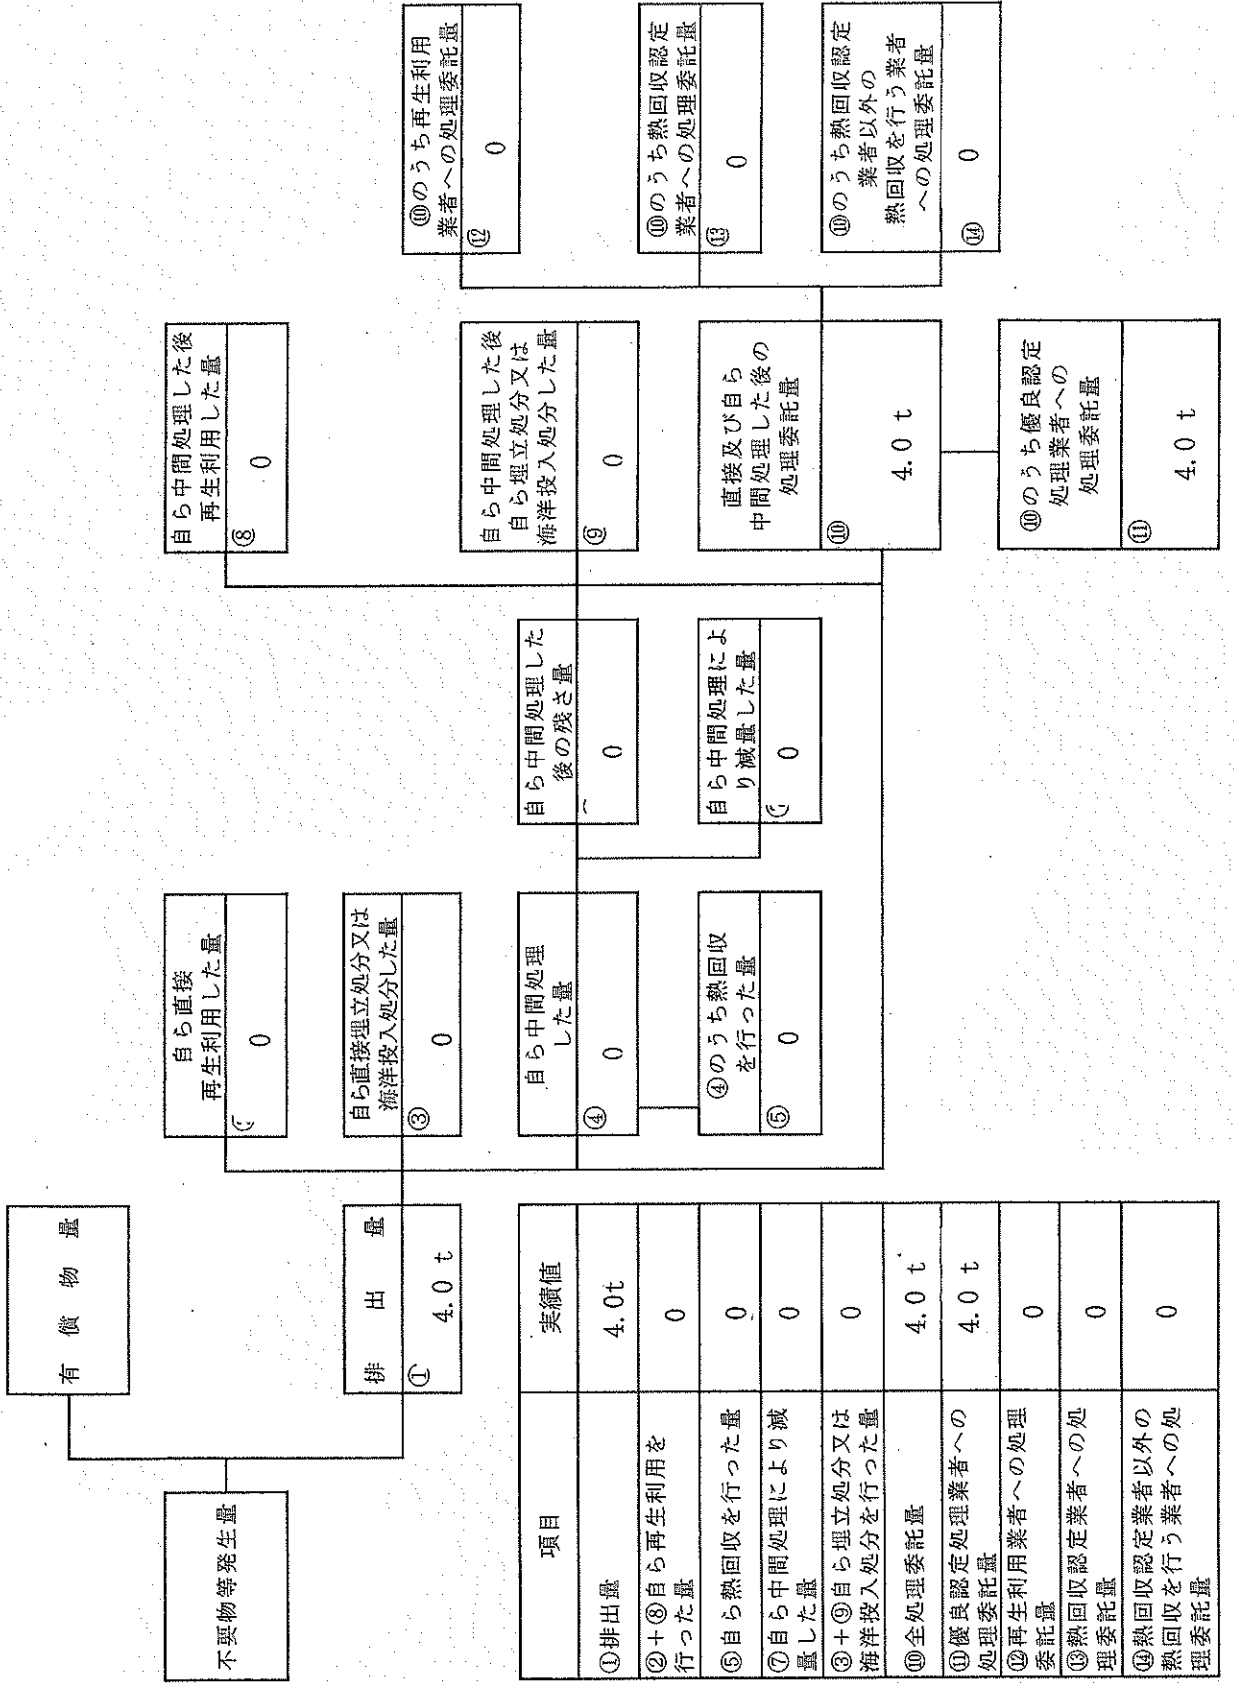 不要物等発生量
有償物量
排出量
①
4.0 t
自ら直接
再生利用した量
0
自ら直接埋立処分又は
海洋投入処分した量
③
0
自ら中間処理
した量
④
0
④のうち熱回収
を行った量
⑤
0
自ら中間処理した
後の残さ量
0
自ら中間処理によ
り減量した量
0
自ら中間処理した後
再生利用した量
⑧
0
自ら中間処理した後
自ら埋立処分又は
海洋投入処分した量
⑨
0
直接及び自ら
中間処理した後の
処理委託量
⑩
4.0 t
⑩のうち優良認定
処理業者への
処理委託量
⑪
4.0 t
⑩のうち再生利用
業者への処理委託量
⑫
0
⑩のうち熱回収認定
業者への処理委託量
⑬
0
⑩のうち熱回収認定
業者以外の
熱回収を行う業者
への処理委託量
⑭
0
項目
実績値
①排出量
4.0t
②+⑧自ら再生利用を
行った量
0
⑤自ら熱回収を行った量
0
⑦自ら中間処理により減
量した量
0
③+⑨自ら埋立処分又は
海洋投入処分を行った量
0
⑩全処理委託量
4.0 t
⑪優良認定処理業者への
処理委託量
4.0 t
⑫再生利用業者への処理
委託量
0
⑬熱回収認定業者への処
理委託量
0
⑭熱回収認定業者以外の
熱回収を行う業者への処
理委託量
0